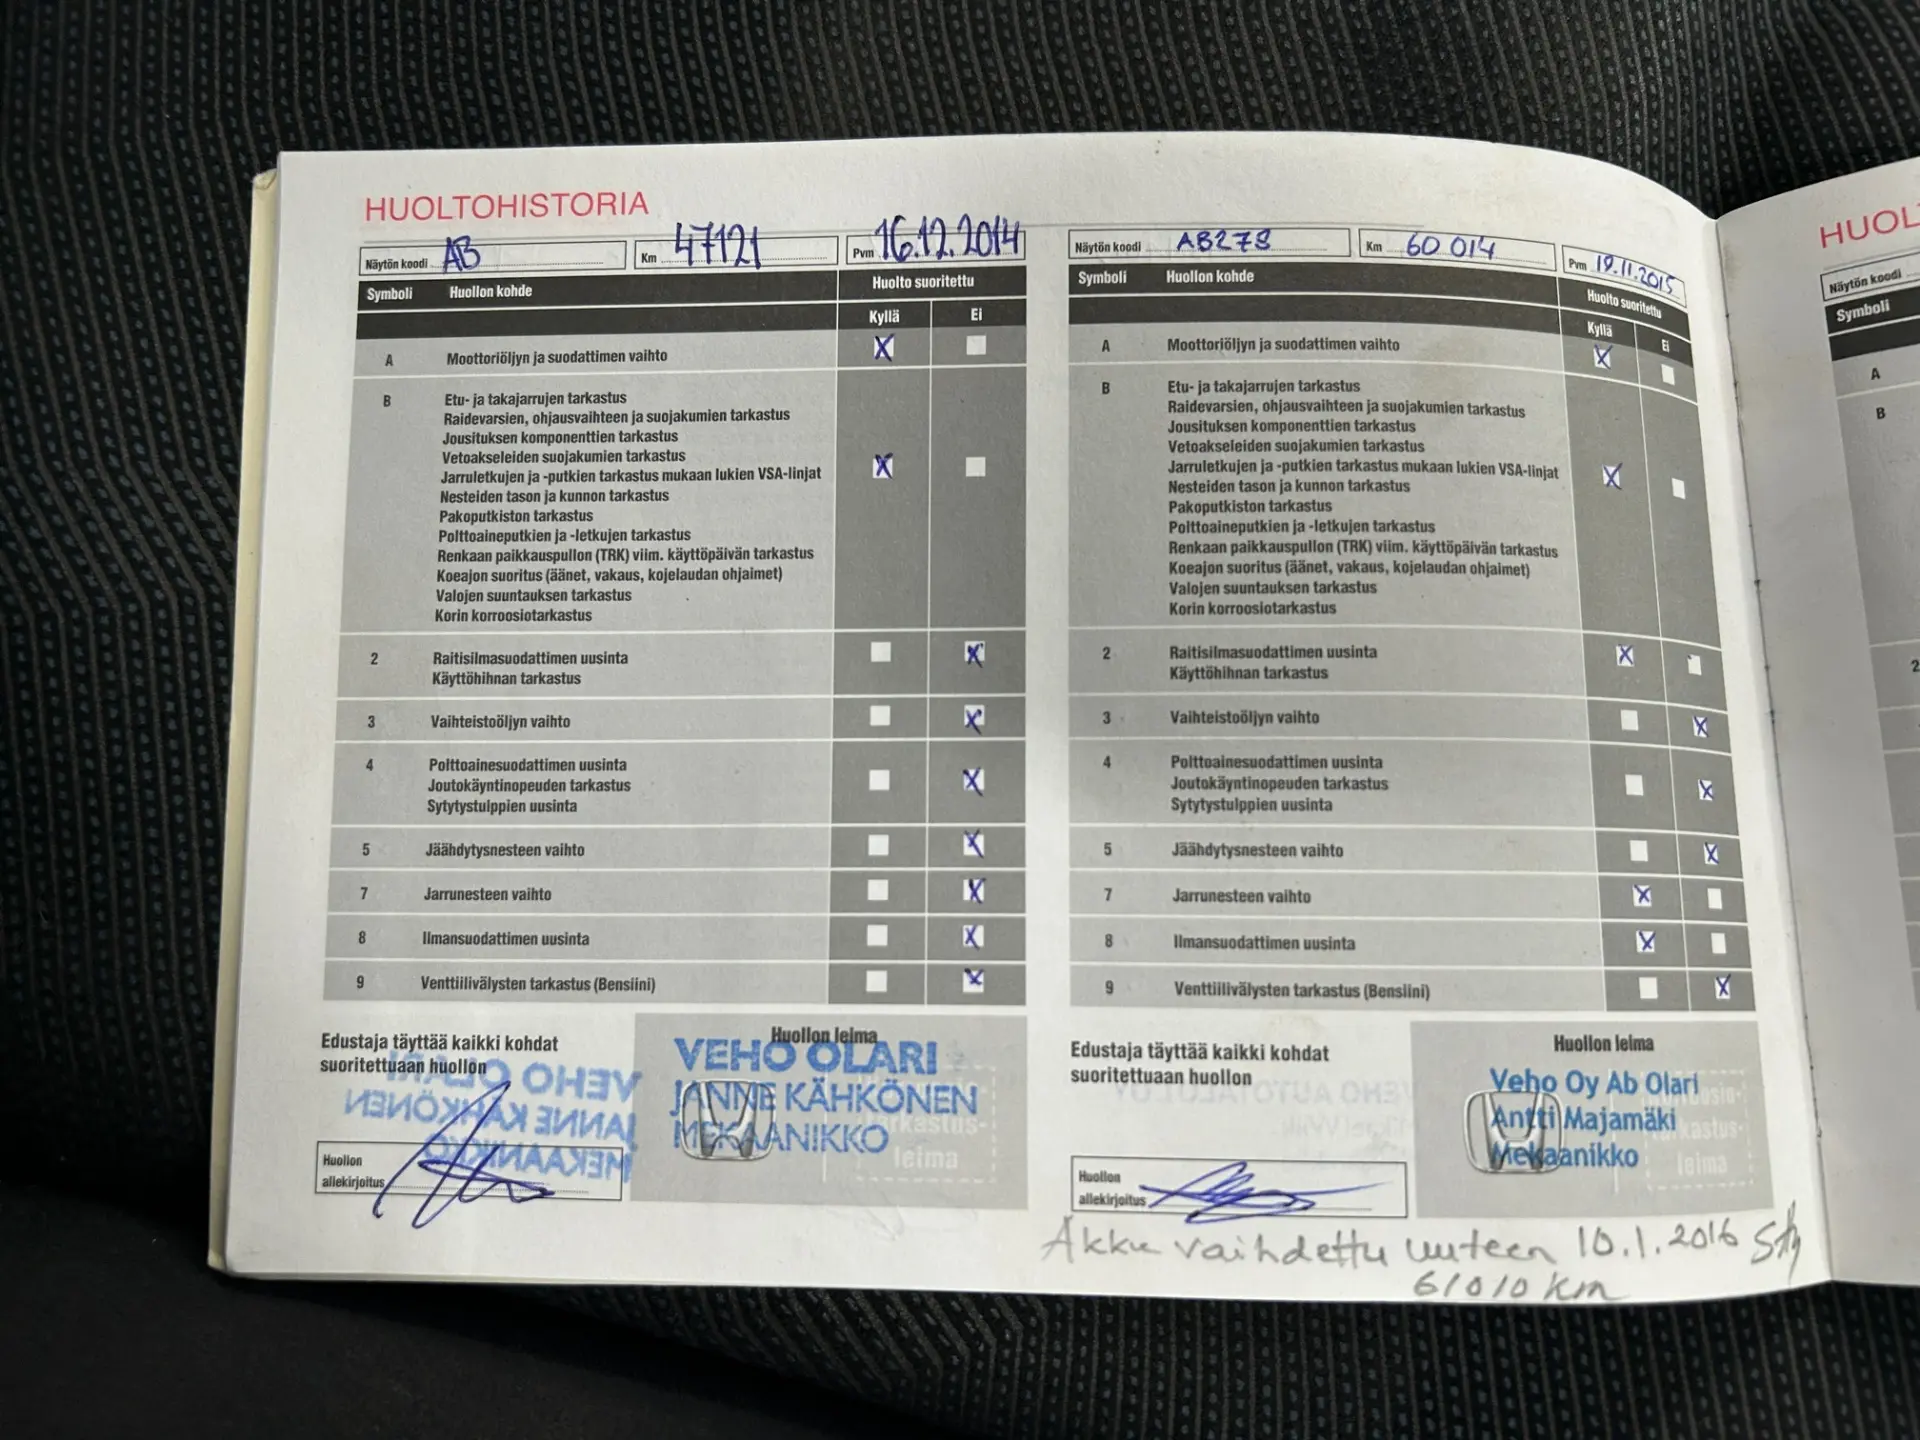 HUOLTOHISTORIA
Näytön koodi AB Km 47121 Pvm 16.12.2014
Symboli Huollon kohde Huolto suoritettu
Kyllä Ei
A Moottoriöljyn ja suodattimen vaihto X
B Etu- ja takajarrujen tarkastus
Raidevarsien, ohjausvaihteen ja suojakumien tarkastus
Jousituksen komponenttien tarkastus
Vetoakseleiden suojakumien tarkastus
Jarruletkujen ja -putkien tarkastus mukaan lukien VSA-linjat X
Nesteiden tason ja kunnon tarkastus
Pakoputkiston tarkastus
Polttoaineputkien ja -letkujen tarkastus
Renkaan paikkauspullon (TRK) viim. käyttöpäivän tarkastus
Koeajon suoritus (äänet, vakaus, kojelaudan ohjaimet)
Valojen suuntauksen tarkastus
Korin korroosiotarkastus
2 Raitisilmasuodattimen uusinta X
Käyttöhihnan tarkastus
3 Vaihteistoöljyn vaihto X
4 Polttoainesuodattimen uusinta
Joutokäyntinopeuden tarkastus X
Sytytystulppien uusinta
5 Jäähdytysnesteen vaihto X
7 Jarrunesteen vaihto X
8 Ilmansuodattimen uusinta X
9 Venttiilivälysten tarkastus (Bensiini) X
Edustaja täyttää kaikki kohdat
suoritettuaan huollon
Huollon
allekirjoitus
Huollon leima
VEHO OLARI
JANNE KÄHKÖNEN
MEKAANIKKO
leima
Näytön koodi AB278 Km 60 014 Pvm 19.11.2015
Symboli Huollon kohde Huolto suoritettu
Kyllä Ei
A Moottoriöljyn ja suodattimen vaihto X
B Etu- ja takajarrujen tarkastus
Raidevarsien, ohjausvaihteen ja suojakumien tarkastus
Jousituksen komponenttien tarkastus
Vetoakseleiden suojakumien tarkastus
Jarruletkujen ja -putkien tarkastus mukaan lukien VSA-linjat X
Nesteiden tason ja kunnon tarkastus
Pakoputkiston tarkastus
Polttoaineputkien ja -letkujen tarkastus
Renkaan paikkauspullon (TRK) viim. käyttöpäivän tarkastus
Koeajon suoritus (äänet, vakaus, kojelaudan ohjaimet)
Valojen suuntauksen tarkastus
Korin korroosiotarkastus
2 Raitisilmasuodattimen uusinta X
Käyttöhihnan tarkastus
3 Vaihteistoöljyn vaihto X
4 Polttoainesuodattimen uusinta
Joutokäyntinopeuden tarkastus X
Sytytystulppien uusinta
5 Jäähdytysnesteen vaihto X
7 Jarrunesteen vaihto X
8 Ilmansuodattimen uusinta X
9 Venttiilivälysten tarkastus (Bensiini) X
Edustaja täyttää kaikki kohdat
suoritettuaan huollon
Huollon
allekirjoitus
Huollon leima
Veho Oy Ab Olari
Antti Majamäki
Mekaanikko
leima
Akku vaihdettu uuteen 10.1.2016
61010 km
HUOL
Näytön koodi
Symboli
A
B
2